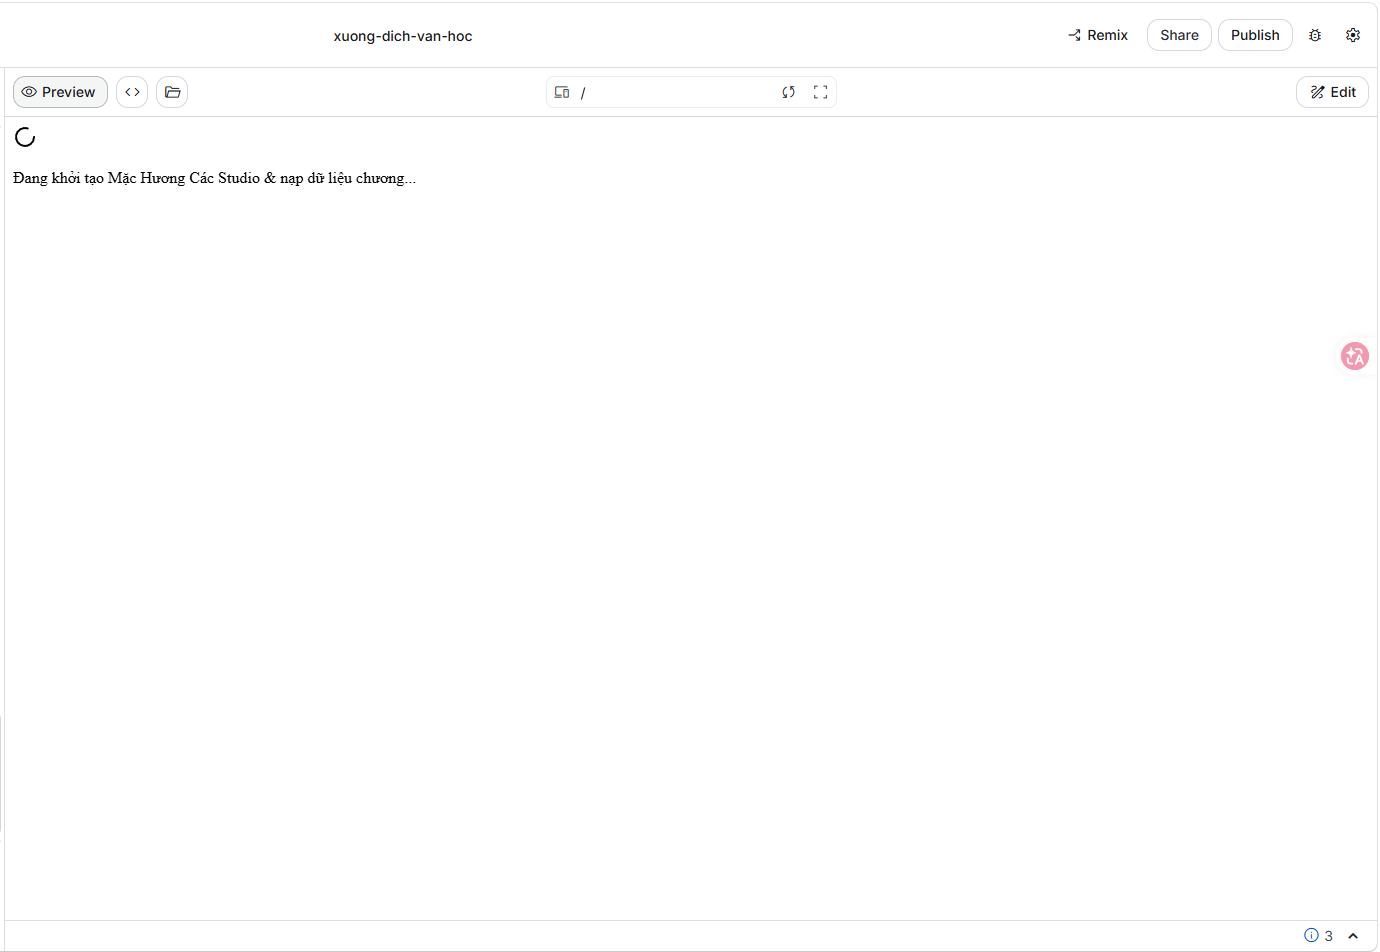 xuong-dich-van-hoc
Remix
Share
Publish
Preview
/
Edit
Đang khởi tạo Mặc Hương Các Studio & nạp dữ liệu chương...
3